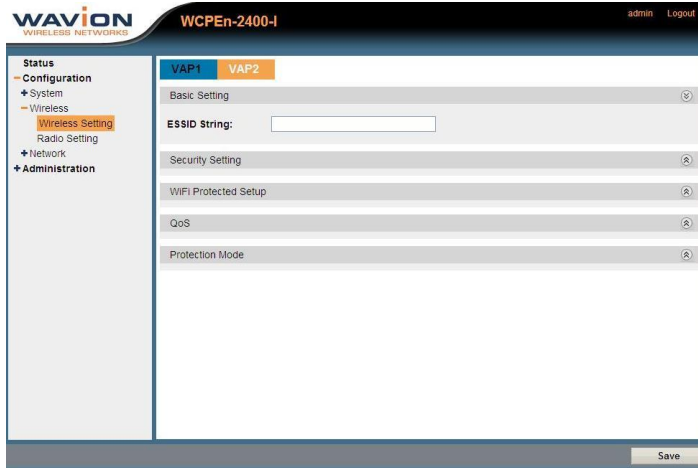 WAVION
WIRELESS NETWORKS
WCPEn-2400-I
admin Logout
Status
Configuration
System
Wireless
Wireless Setting
Radio Setting
Network
Administration
VAP1 VAP2
Basic Setting
ESSID String:
Security Setting
WiFi Protected Setup
QoS
Protection Mode
Save